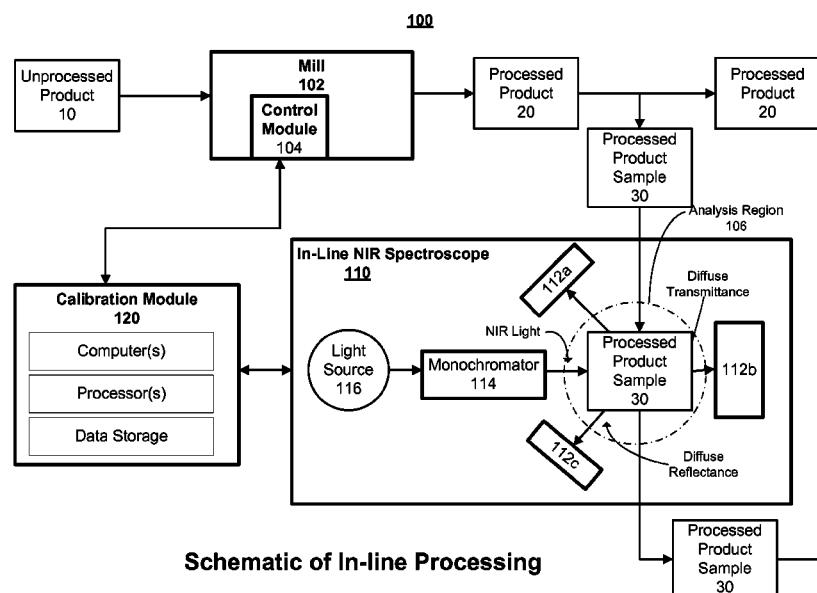 100
Unprocessed
Product
10
Mill
102
Control
Module
104
Processed
Product
20
Processed
Product
20
Processed
Product
Sample
30
Analysis Region
106
In-Line NIR Spectroscope
110
112a
Diffuse
Transmittance
Calibration Module
120
Computer(s)
Processor(s)
Data Storage
Light
Source
116
Monochromator
114
NIR Light
Processed
Product
Sample
30
112b
112c
Diffuse
Reflectance
Schematic of In-line Processing
Processed
Product
Sample
30